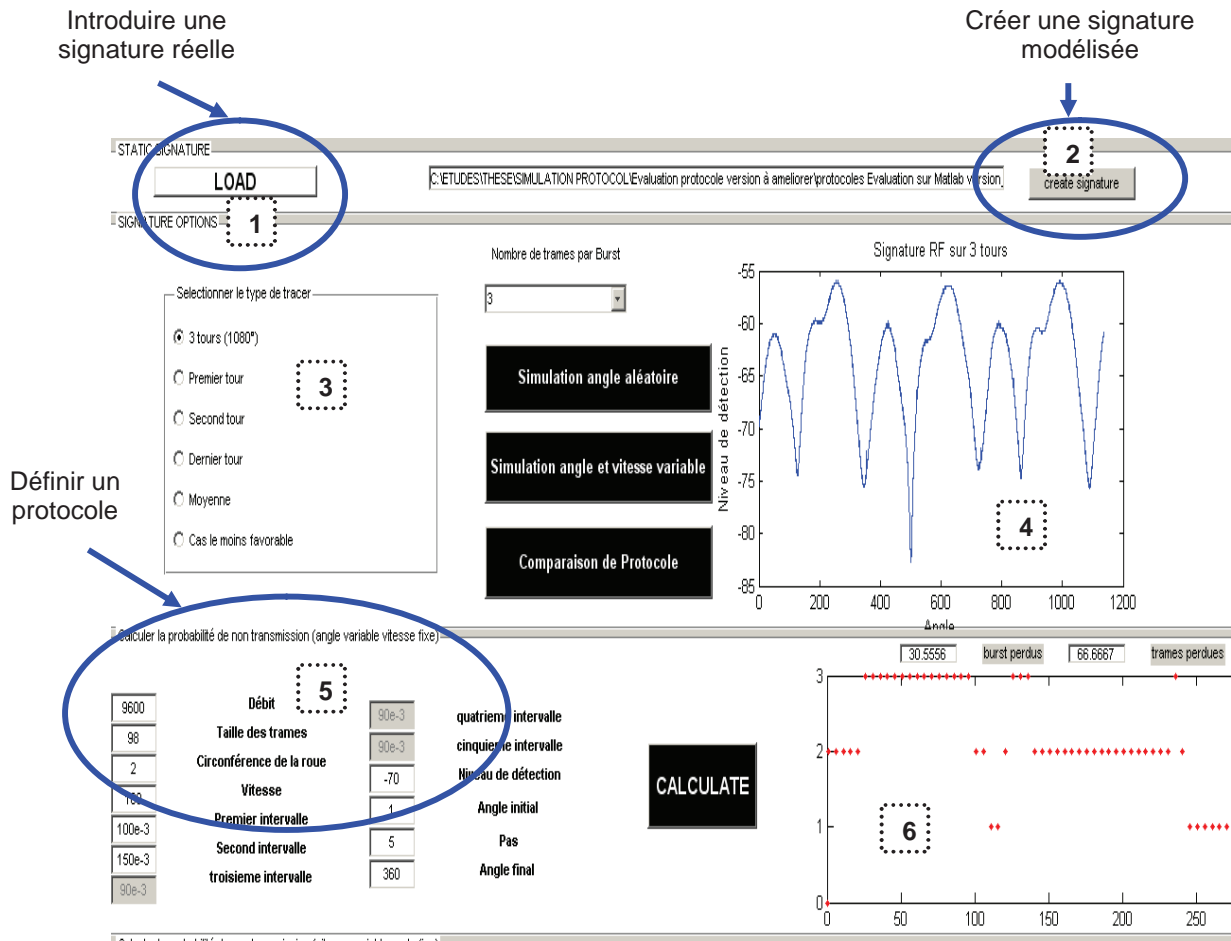 Introduire une
signature réelle
Créer une signature
modélisée
STATIC SIGNATURE
LOAD
C:\ETUDES\THESE\SIMULATION PROTOCOL\Evaluation protocole version à ameliorer\protocoles Evaluation sur Matlab version_
2
create signature
1
SIGNATURE OPTIONS
Nombre de trames par Burst
3
Selectionner le type de tracer
3 tours (1080°)
Premier tour
Second tour
Dernier tour
Moyenne
Cas le moins favorable
3
Simulation angle aléatoire
Simulation angle et vitesse variable
Comparaison de Protocole
Signature RF sur 3 tours
Niveau de détection
-55
-60
-65
-70
-75
-80
-85
0 200 400 600 800 1000 1200
Angle
4
Définir un
protocole
Calculer la probabilité de non transmission (angle variable vitesse fixe)
5
9600 Débit
98 Taille des trames
2 Circonférence de la roue
Vitesse
100e-3 Premier intervalle
150e-3 Second intervalle
90e-3 troisieme intervalle
90e-3 quatrieme intervalle
90e-3 cinquieme intervalle
-70 Niveau de détection
1 Angle initial
5 Pas
360 Angle final
CALCULATE
30.5556 burst perdus 66.6667 trames perdues
3
2
1
0
0 50 100 150 200 250
6